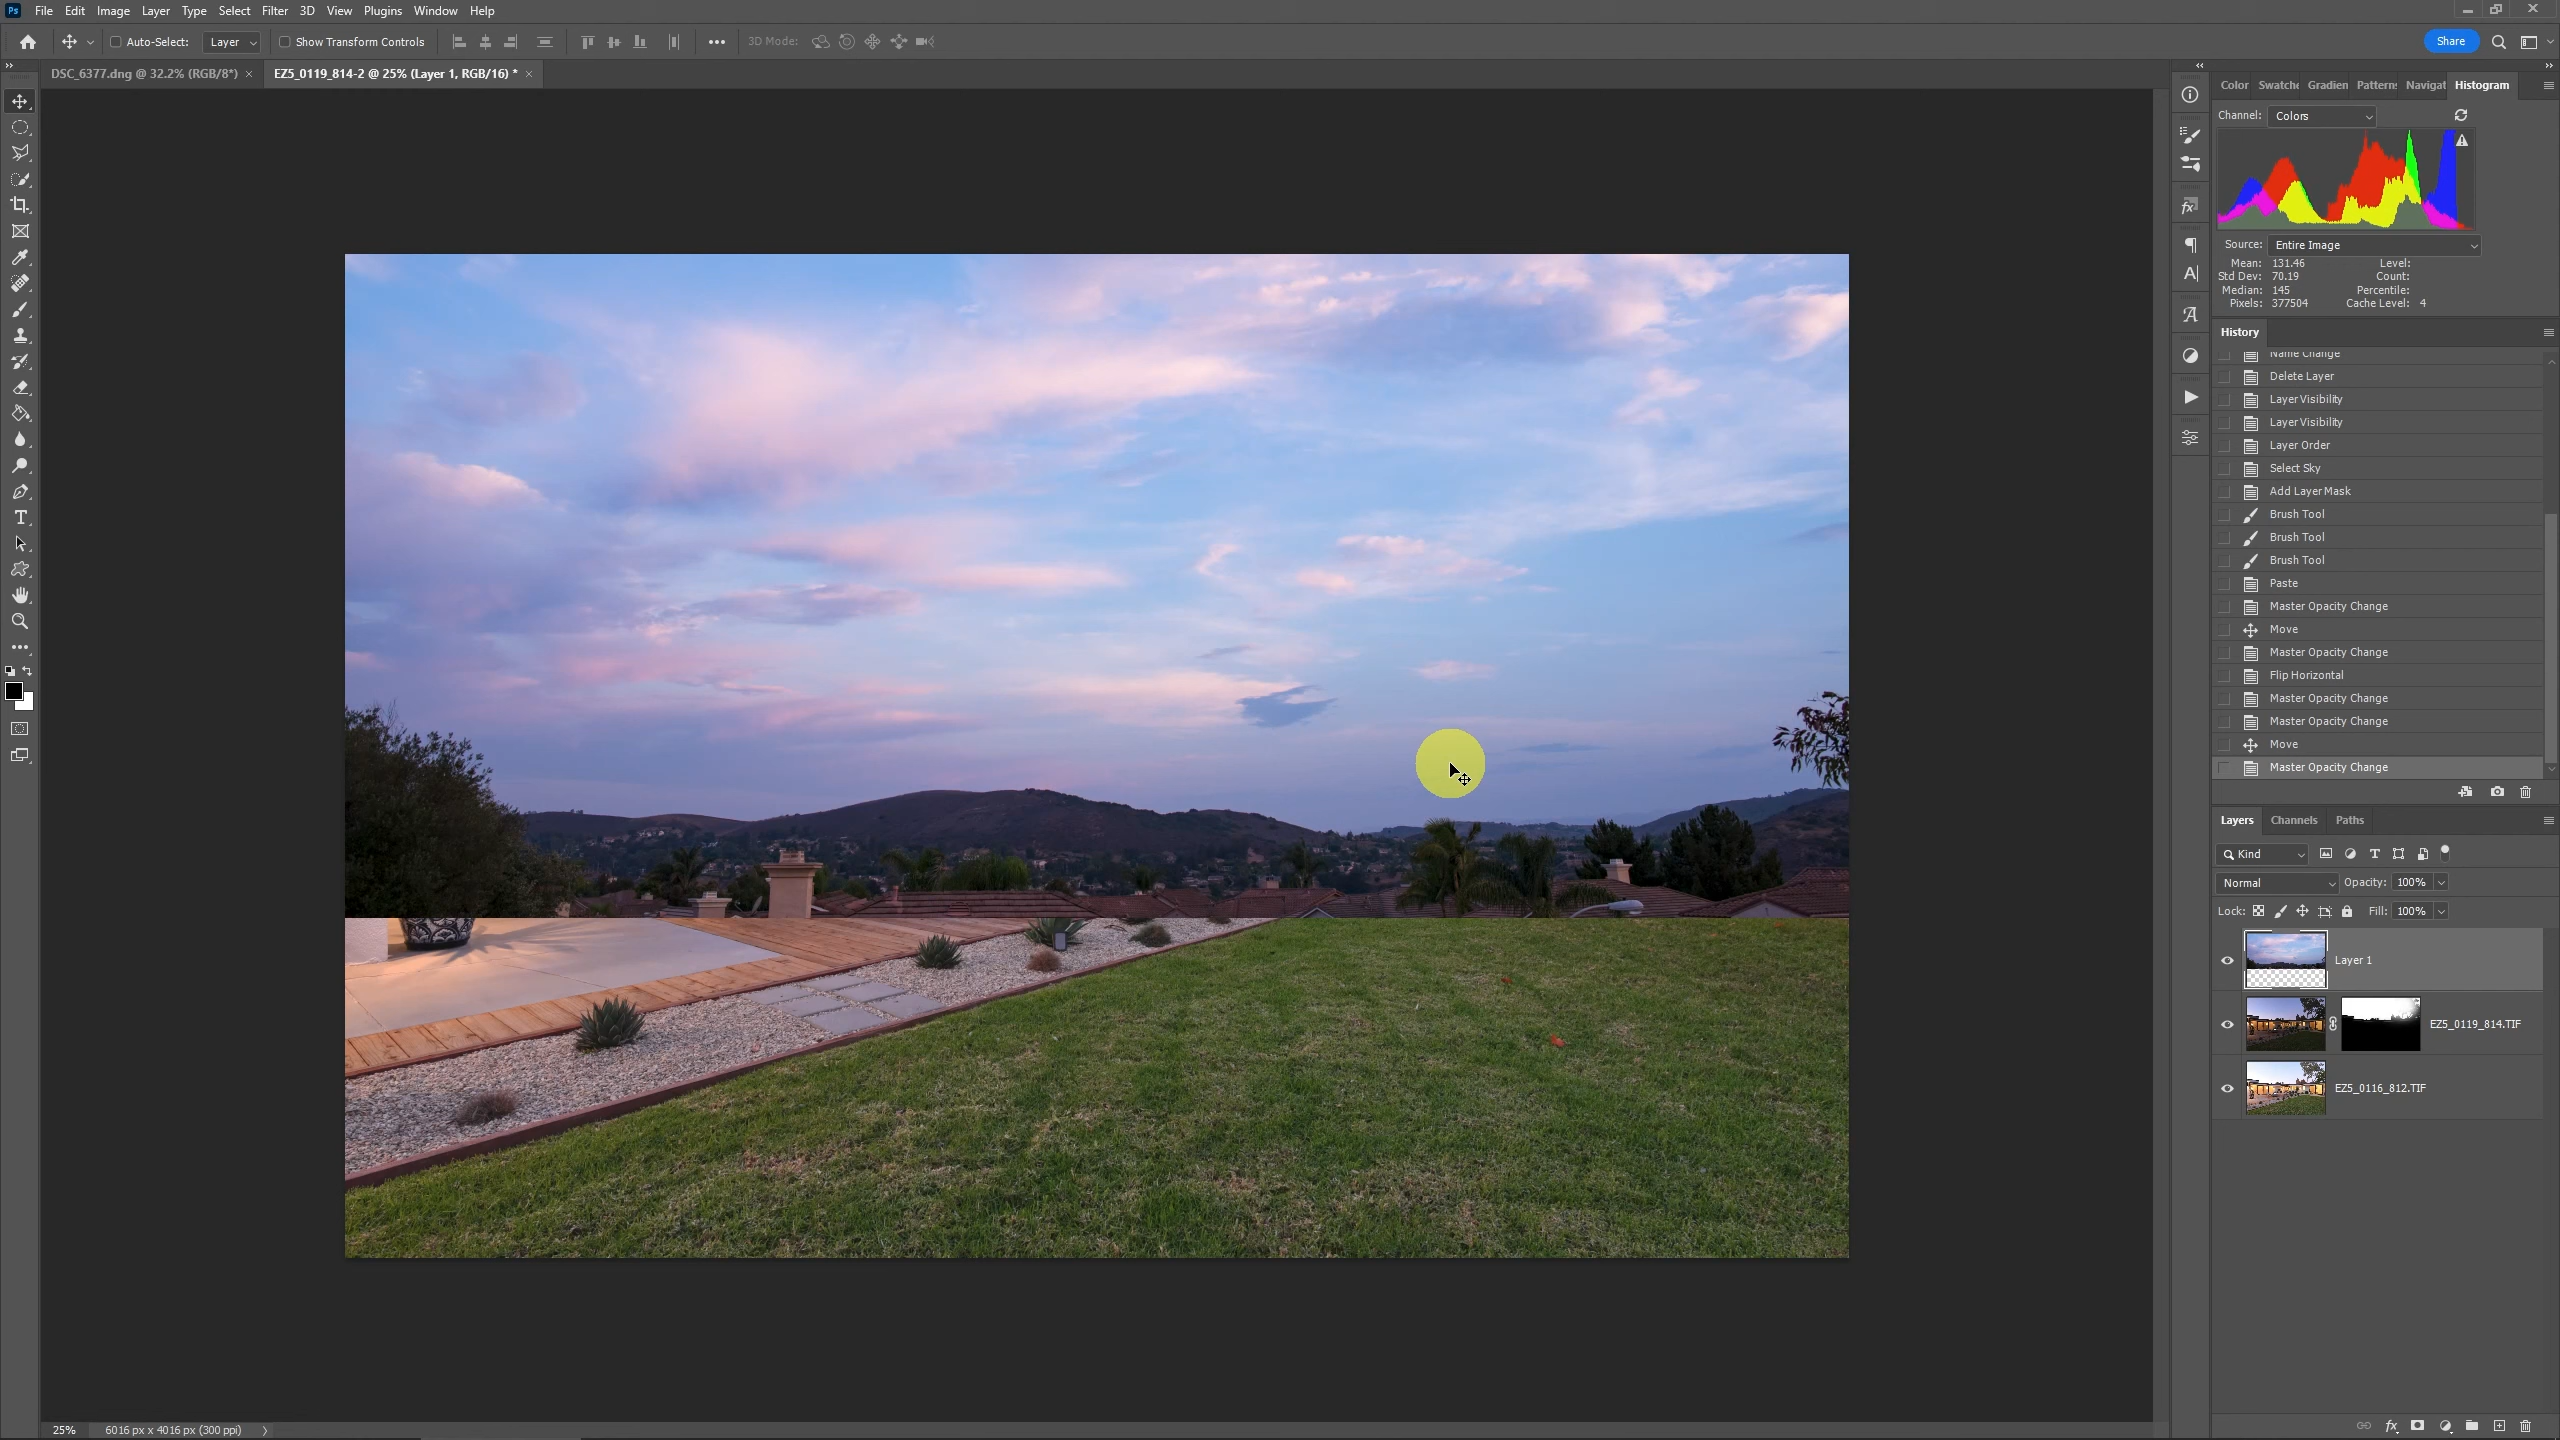 Ps File Edit Image Layer Type Select Filter 3D View Plugins Window Help
Auto-Select: Layer Show Transform Controls 3D Mode: Share
DSC_6377.dng @ 32.2% (RGB/8*) × EZ5_0119_814-2 @ 25% (Layer 1, RGB/16) * ×
Color Swatche Gradien Patterns Navigat Histogram
Channel: Colors
Source: Entire Image
Mean: 131.46 Level:
Std Dev: 70.19 Count:
Median: 145 Percentile:
Pixels: 377504 Cache Level: 4
History
Name Change
Delete Layer
Layer Visibility
Layer Visibility
Layer Order
Select Sky
Add Layer Mask
Brush Tool
Brush Tool
Brush Tool
Paste
Master Opacity Change
Move
Master Opacity Change
Flip Horizontal
Master Opacity Change
Master Opacity Change
Move
Master Opacity Change
Layers Channels Paths
Kind
Normal Opacity: 100%
Lock: Fill: 100%
Layer 1
EZ5_0119_814.TIF
EZ5_0116_812.TIF
25% 6016 px x 4016 px (300 ppi)